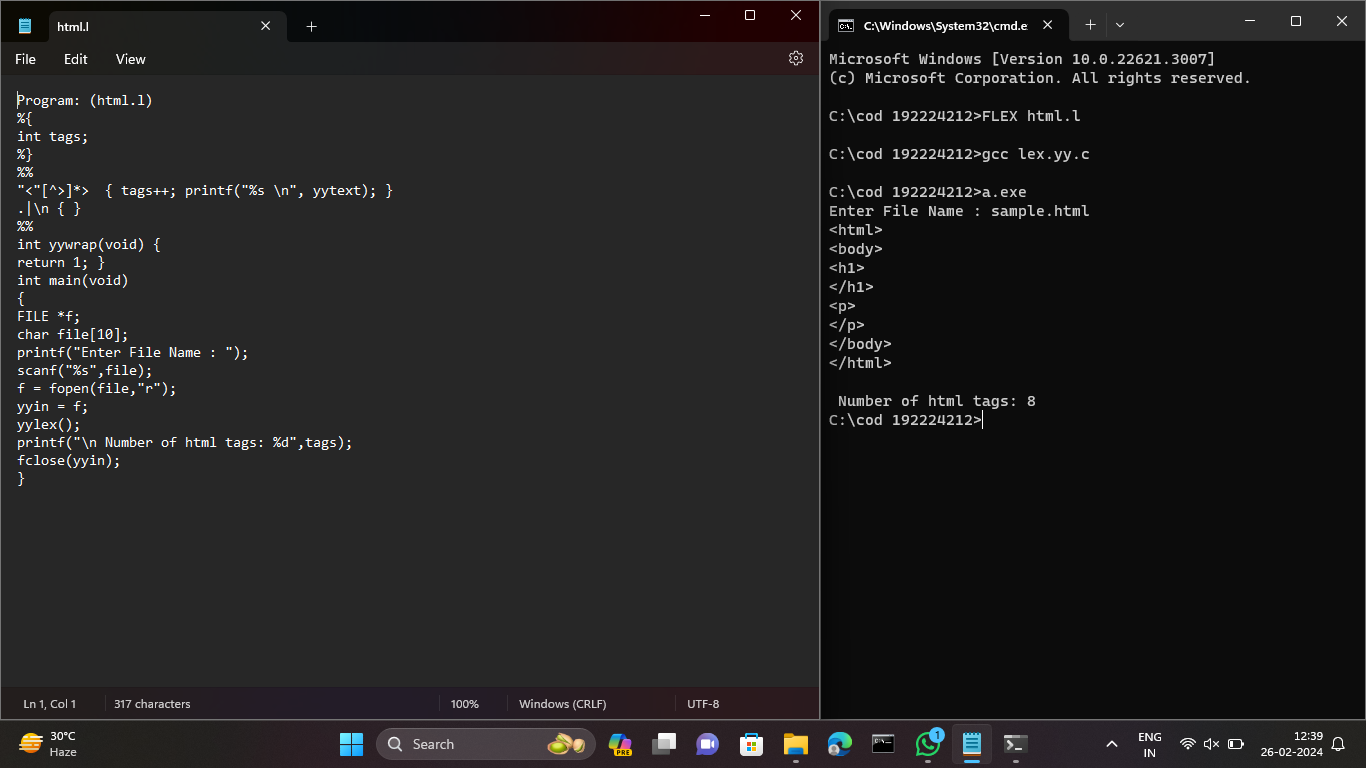 html.l
File Edit View
Program: (html.l)
%{
int tags;
%}
%%
"<"[^>]*>  { tags++; printf("%s \n", yytext); }
.|\n { }
%%
int yywrap(void) {
return 1; }
int main(void)
{
FILE *f;
char file[10];
printf("Enter File Name : ");
scanf("%s",file);
f = fopen(file,"r");
yyin = f;
yylex();
printf("\n Number of html tags: %d",tags);
fclose(yyin);
}
Ln 1, Col 1 317 characters 100% Windows (CRLF) UTF-8
C:\Windows\System32\cmd.e
Microsoft Windows [Version 10.0.22621.3007]
(c) Microsoft Corporation. All rights reserved.
C:\cod 192224212>FLEX html.l
C:\cod 192224212>gcc lex.yy.c
C:\cod 192224212>a.exe
Enter File Name : sample.html
<html>
<body>
<h1>
</h1>
<p>
</p>
</body>
</html>
 Number of html tags: 8
C:\cod 192224212>
30°C
Haze
Search
PRE
1
ENG
IN
12:39
26-02-2024